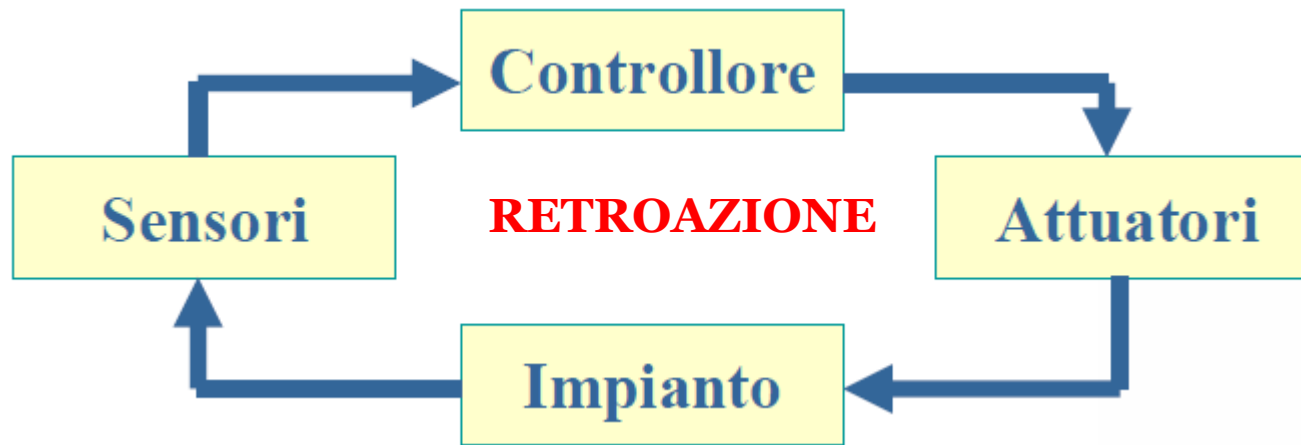 Controllore
Sensori
RETROAZIONE
Attuatori
Impianto